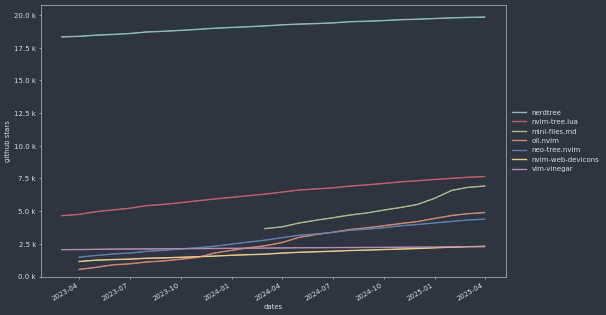 20.0 k
17.5 k
15.0 k
12.5 k
10.0 k
7.5 k
5.0 k
2.5 k
0.0 k
github stars
2023-04
2023-07
2023-10
2024-01
2024-04
2024-07
2024-10
2025-01
2025-04
dates
nerdtree
nvim-tree.lua
mini-files.md
oil.nvim
neo-tree.nvim
nvim-web-devicons
vim-vinegar